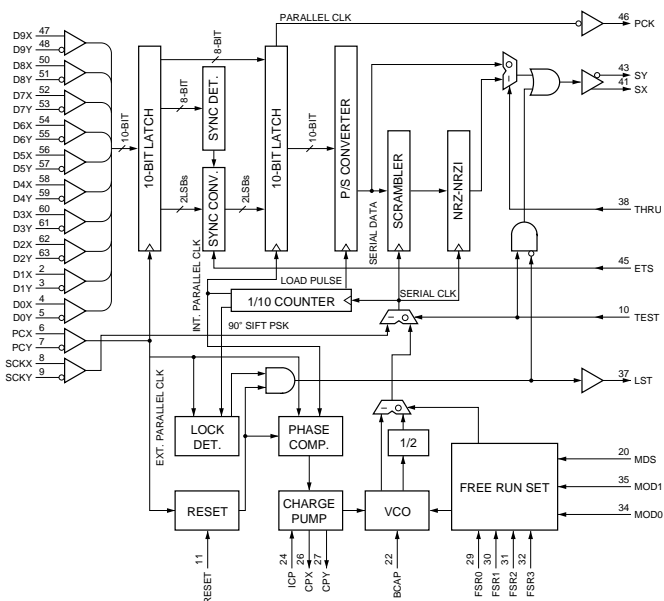 PARALLEL CLK
46
PCK
D9X 47
D9Y 48
D8X 50
D8Y 51
D7X 52
D7Y 53
D6X 54
D6Y 55
D5X 56
D5Y 57
D4X 58
D4Y 59
D3X 60
D3Y 61
D2X 62
D2Y 63
D1X 2
D1Y 3
D0X 4
D0Y 5
PCX 6
PCY 7
SCKX 8
SCKY 9
10-BIT
10-BIT LATCH
8-BIT
8-BIT
SYNC DET.
2LSBs
SYNC CONV.
2LSBs
10-BIT LATCH
10-BIT
P/S CONVERTER
SERIAL DATA
SCRAMBLER
NRZ-NRZI
43
SY
41
SX
38
THRU
45
ETS
10
TEST
37
LST
INT. PARALLEL CLK
LOAD PULSE
1/10 COUNTER
SERIAL CLK
90° SIFT PSK
EXT. PARALLEL CLK
LOCK
DET.
PHASE
COMP.
1/2
FREE RUN SET
20
MDS
35
MOD1
34
MOD0
RESET
CHARGE
PUMP
VCO
11
RESET
24
ICP
26
CPX
27
CPY
22
BCAP
29
FSR0
30
FSR1
31
FSR2
32
FSR3